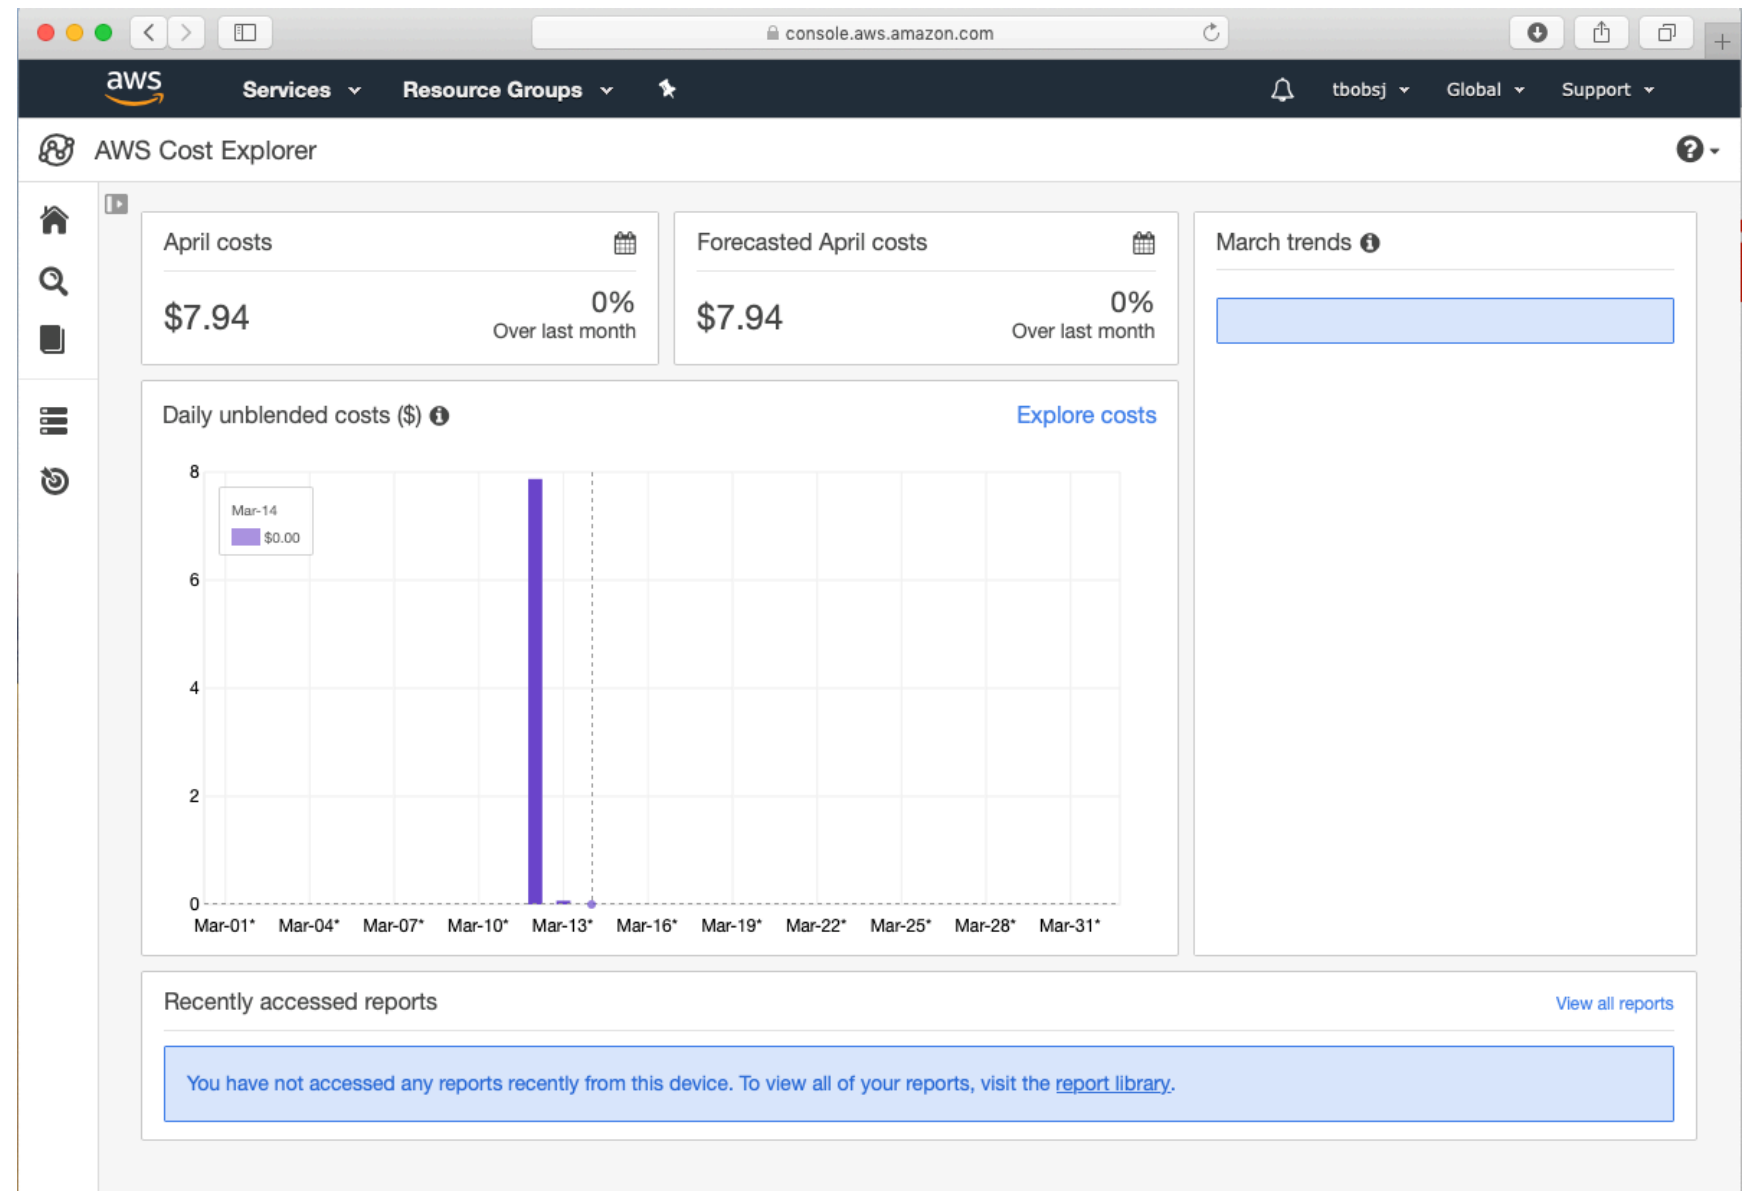 console.aws.amazon.com
aws Services Resource Groups tbobsj Global Support
AWS Cost Explorer
April costs
$7.94
0%
Over last month
Forecasted April costs
$7.94
0%
Over last month
March trends
Daily unblended costs ($) Explore costs
8
6
4
2
0
Mar-14
$0.00
Mar-01* Mar-04* Mar-07* Mar-10* Mar-13* Mar-16* Mar-19* Mar-22* Mar-25* Mar-28* Mar-31*
Recently accessed reports View all reports
You have not accessed any reports recently from this device. To view all of your reports, visit the report library.